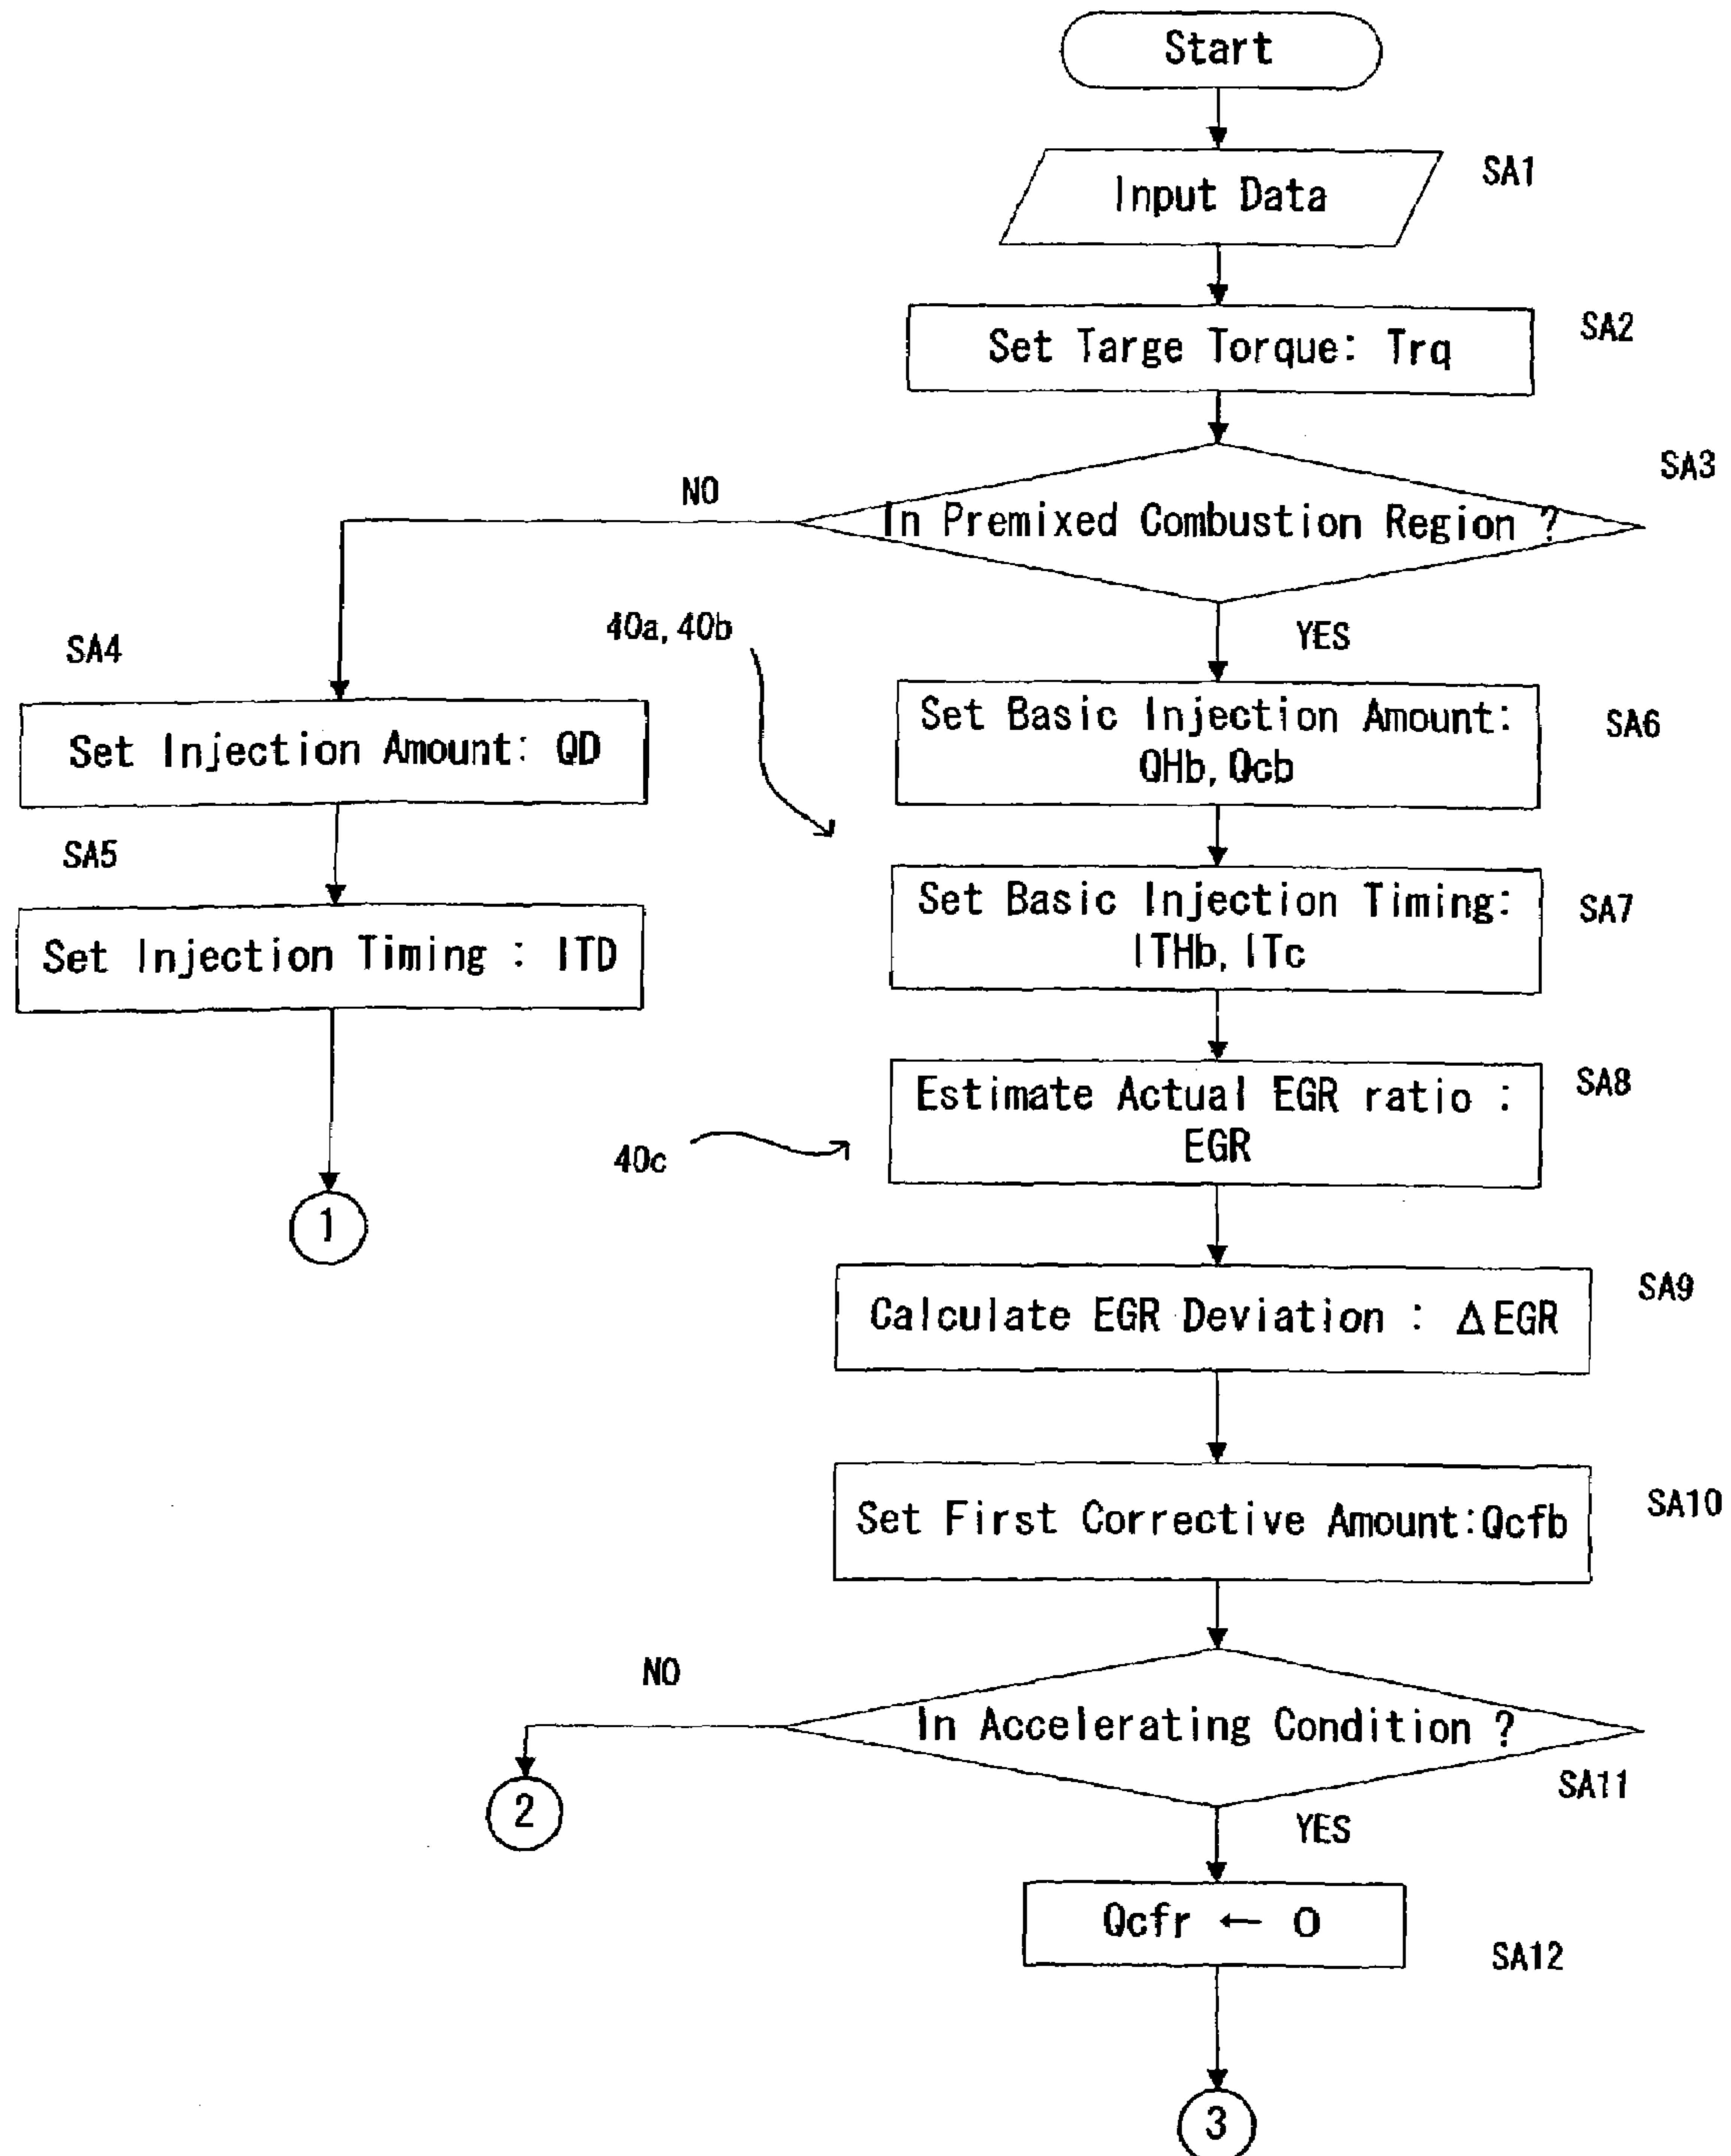 Start
Input Data
SA1
Set Targe Torque: Trq
SA2
In Premixed Combustion Region ?
SA3
NO
YES
SA4
Set Injection Amount: QD
SA5
Set Injection Timing : ITD
1
40a, 40b
Set Basic Injection Amount:
QHb, Qcb
SA6
Set Basic Injection Timing:
ITHb, ITc
SA7
Estimate Actual EGR ratio :
EGR
SA8
40c
Calculate EGR Deviation : ΔEGR
SA9
Set First Corrective Amount:Qcfb
SA10
In Accelerating Condition ?
SA11
NO
2
YES
Qcfr ← 0
SA12
3